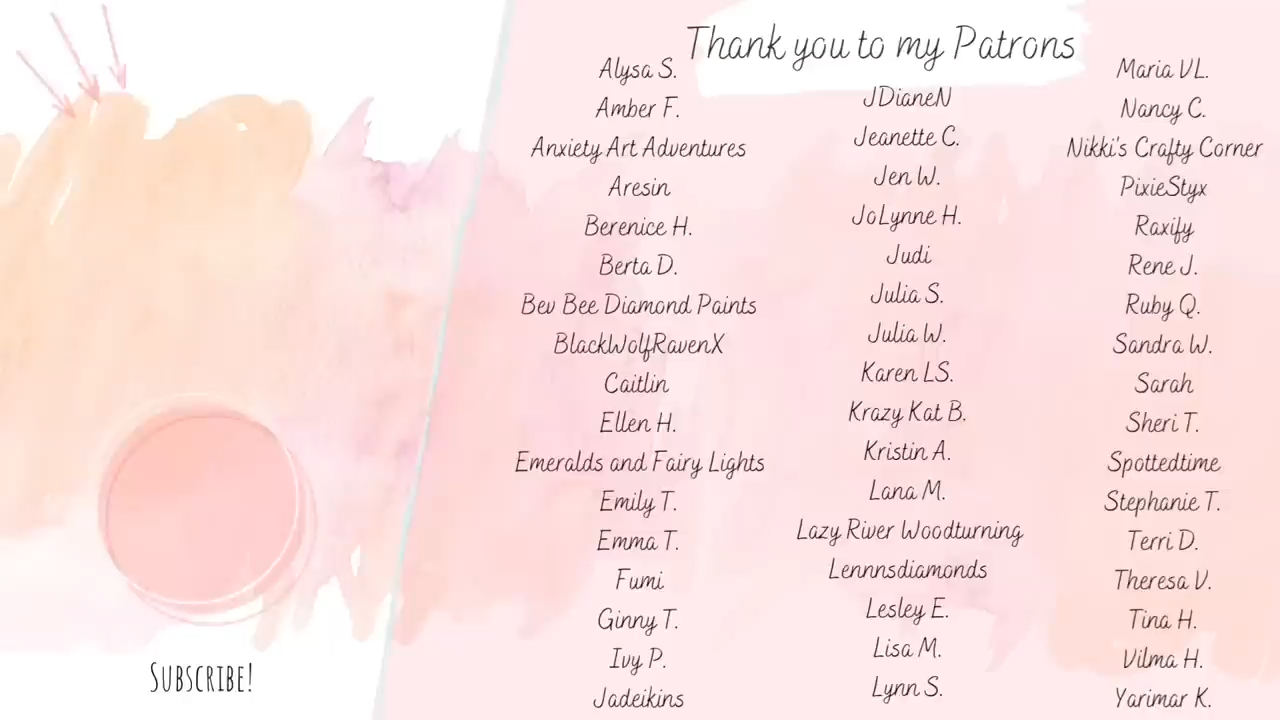 Thank you to my Patrons
Alysa S.
Amber F.
Anxiety Art Adventures
Aresin
Berenice H.
Berta D.
Bev Bee Diamond Paints
BlackWolfRavenX
Caitlin
Ellen H.
Emeralds and Fairy Lights
Emily T.
Emma T.
Fumi
Ginny T.
Ivy P.
Jadeikins
JDianeN
Jeanette C.
Jen W.
JoLynne H.
Judi
Julia S.
Julia W.
Karen LS.
Krazy Kat B.
Kristin A.
Lana M.
Lazy River Woodturning
Lennnsdiamonds
Lesley E.
Lisa M.
Lynn S.
Maria VL.
Nancy C.
Nikki's Crafty Corner
PixieStyx
Raxify
Rene J.
Ruby Q.
Sandra W.
Sarah
Sheri T.
Spottedtime
Stephanie T.
Terri D.
Theresa V.
Tina H.
Vilma H.
Yarimar K.
Subscribe!